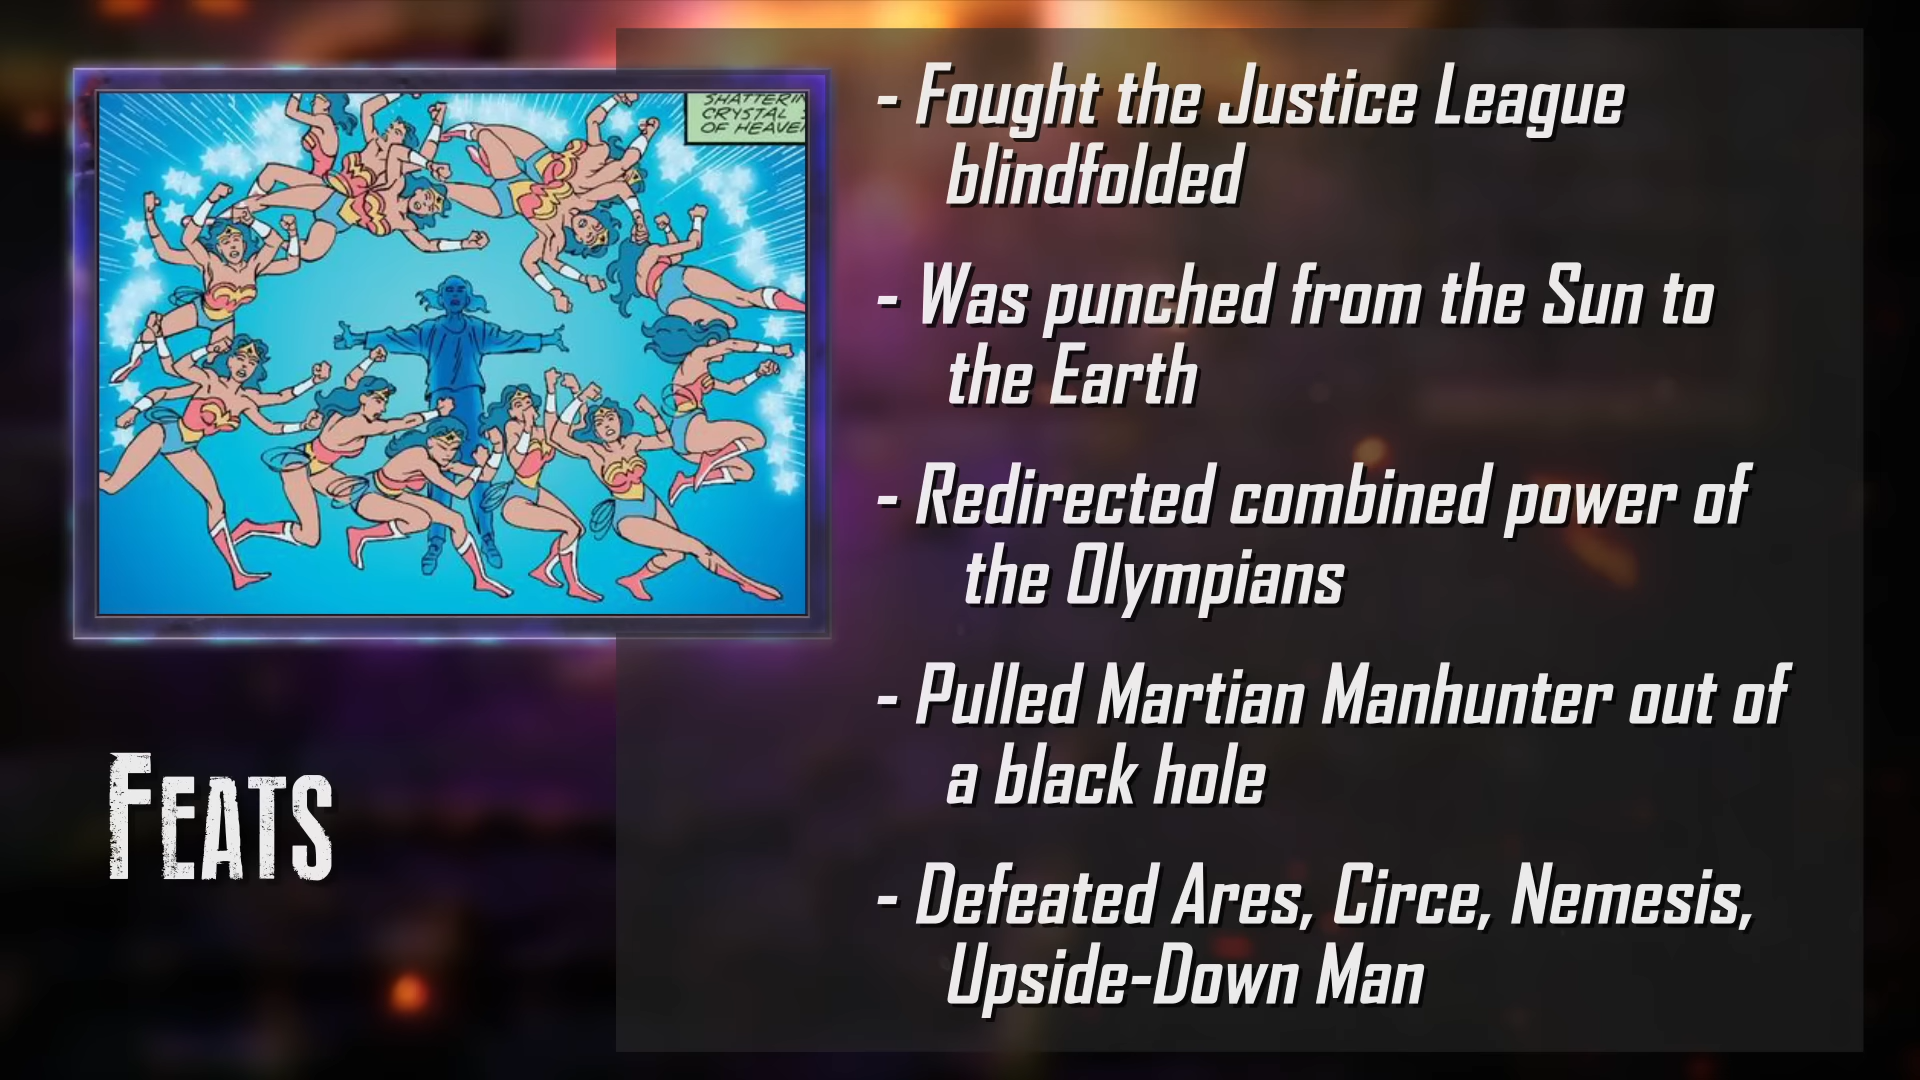 SHATTERIN
CRYSTAL
OF HEAVEN
- Fought the Justice League
blindfolded
- Was punched from the Sun to
the Earth
- Redirected combined power of
the Olympians
- Pulled Martian Manhunter out of
a black hole
- Defeated Ares, Circe, Nemesis,
Upside-Down Man
Feats